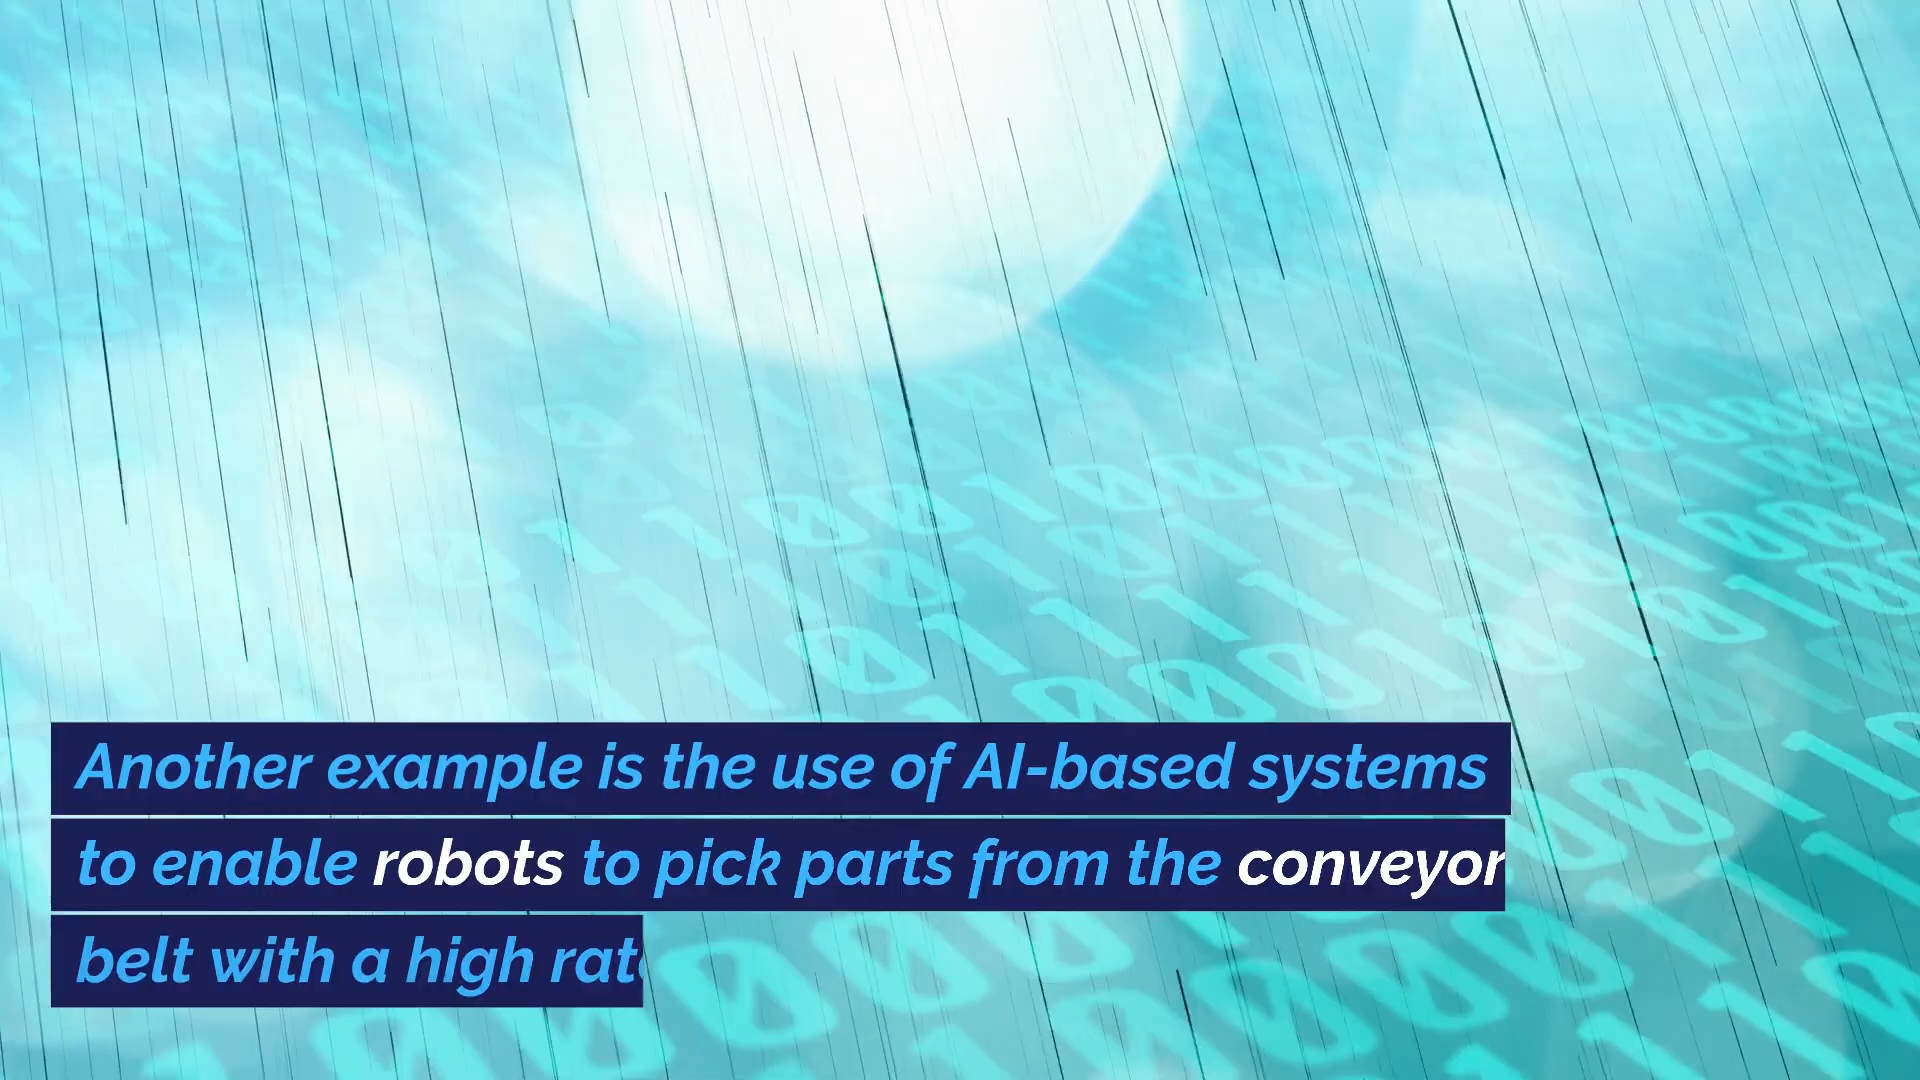 Another example is the use of AI-based systems
to enable robots to pick parts from the conveyor
belt with a high rate